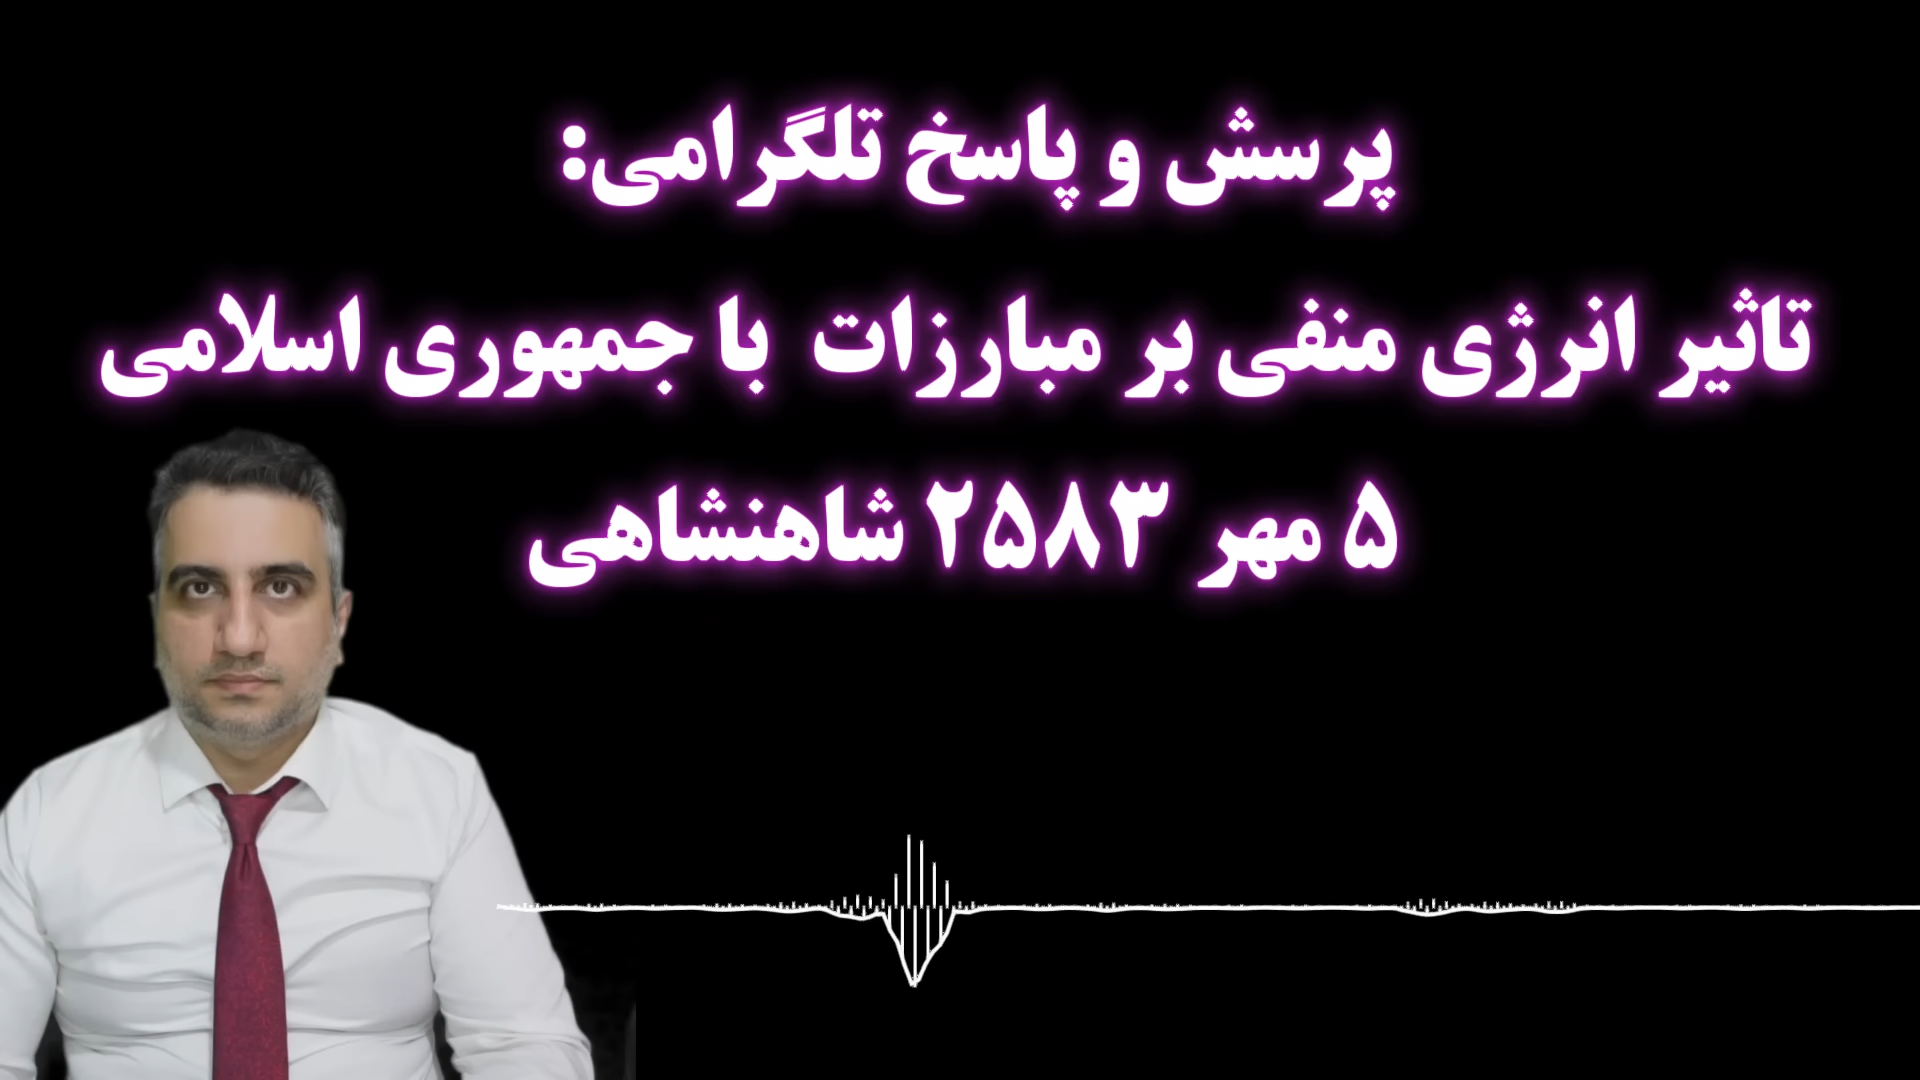 پرسش و پاسخ تلگرامی:
تاثیر انرژی منفی بر مبارزات با جمهوری اسلامی
۵ مهر ۲۵۸۳ شاهنشاهی